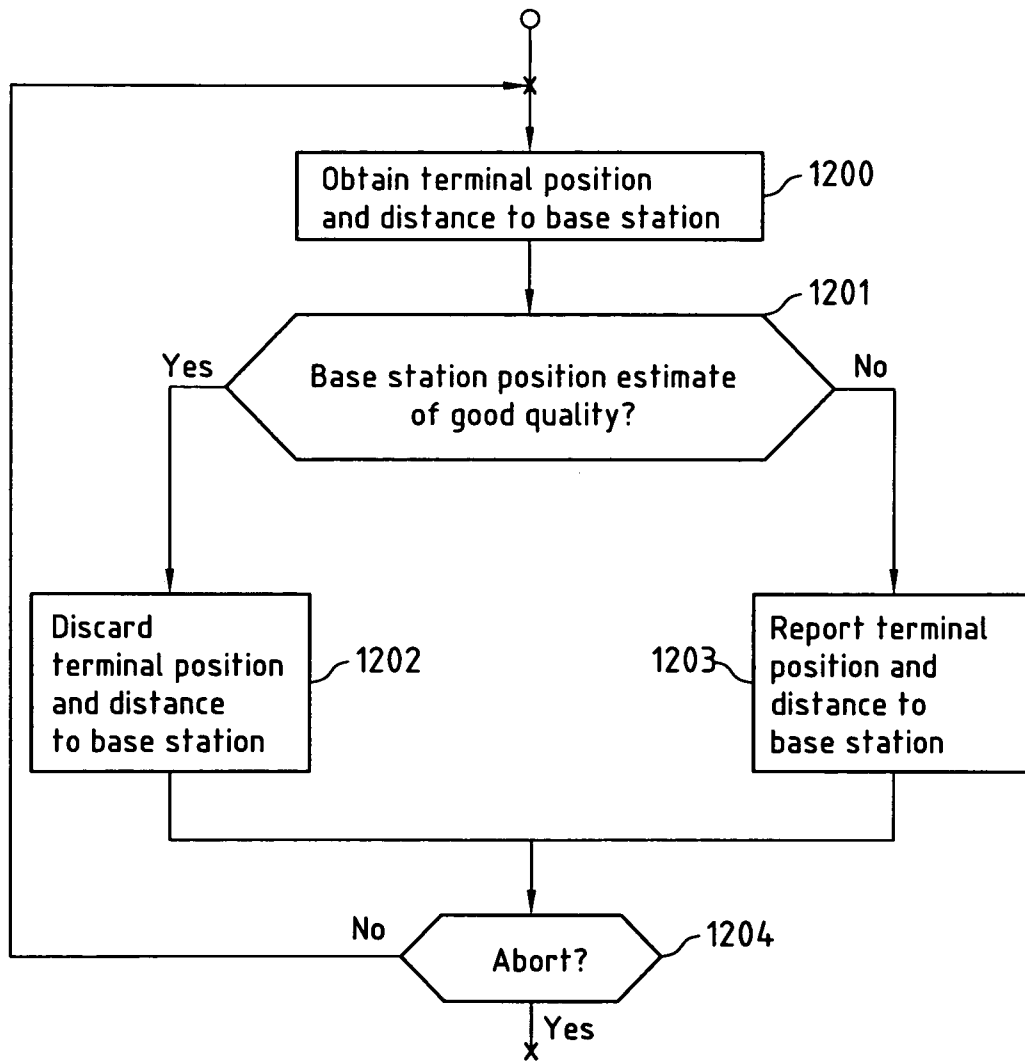 Obtain terminal position
and distance to base station
1200
1201
Yes
Base station position estimate
of good quality?
No
Discard
terminal position
and distance
to base station
1202
1203
Report terminal
position and
distance to
base station
No
Abort?
1204
Yes